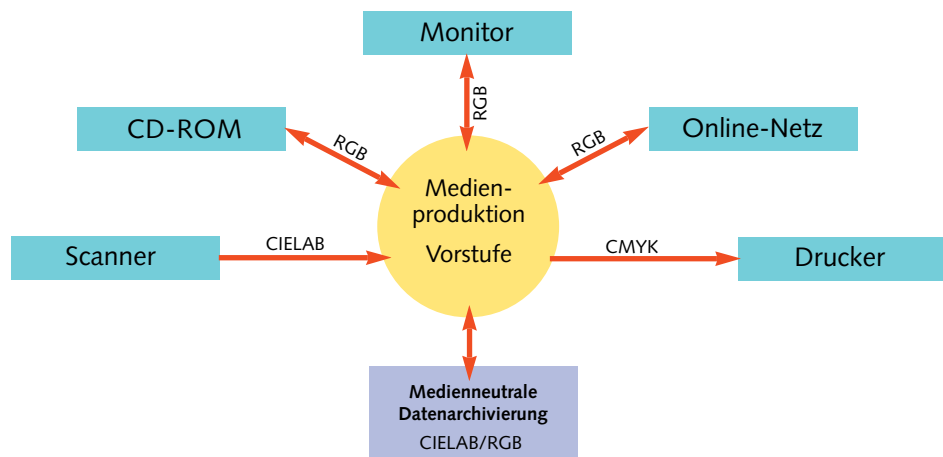 Monitor
RGB
CD-ROM
RGB
RGB
Online-Netz
Medien-
produktion
Vorstufe
Scanner
CIELAB
CMYK
Drucker
Medienneutrale
Datenarchivierung
CIELAB/RGB